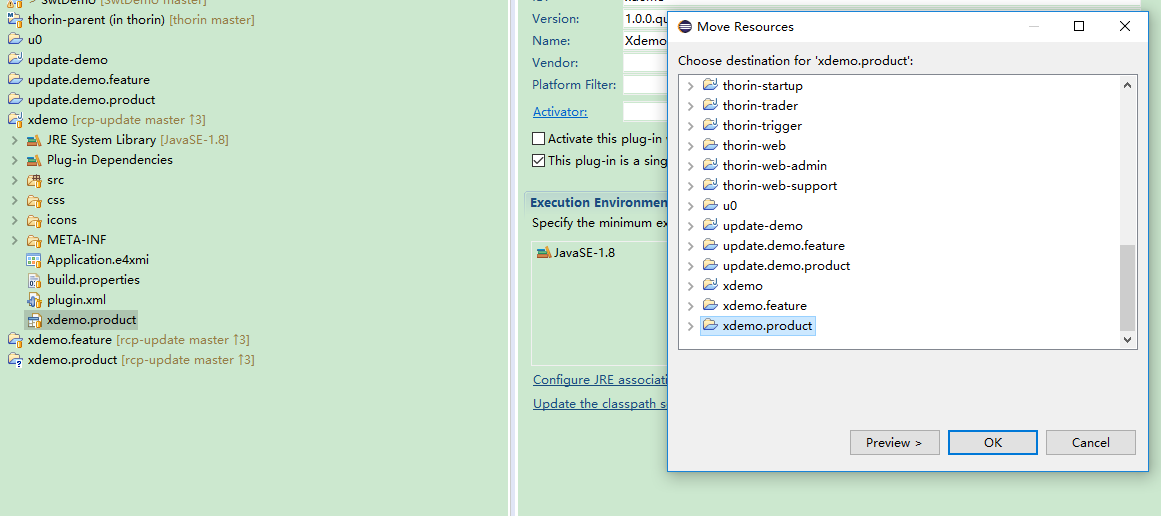 SwtDemo [SwtDemo master]
thorin-parent (in thorin) [thorin master]
u0
update-demo
update.demo.feature
update.demo.product
xdemo [rcp-update master ↑3]
JRE System Library [JavaSE-1.8]
Plug-in Dependencies
src
css
icons
META-INF
Application.e4xmi
build.properties
plugin.xml
xdemo.product
xdemo.feature [rcp-update master ↑3]
xdemo.product [rcp-update master ↑3]
Version:
1.0.0.qu
Name:
Xdemo
Vendor:
Platform Filter:
Activator:
Activate this plug-in
This plug-in is a sing
Execution Environmen
Specify the minimum ex
JavaSE-1.8
Configure JRE associati
Update the classpath s
Move Resources
Choose destination for 'xdemo.product':
thorin-startup
thorin-trader
thorin-trigger
thorin-web
thorin-web-admin
thorin-web-support
u0
update-demo
update.demo.feature
update.demo.product
xdemo
xdemo.feature
xdemo.product
Preview >
OK
Cancel